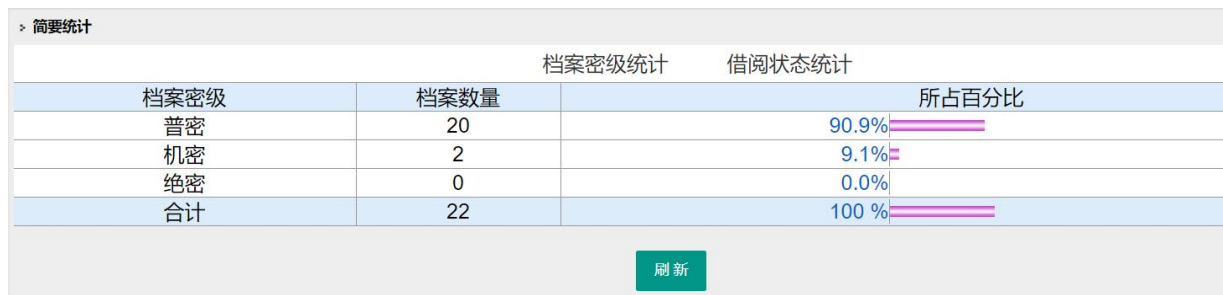 简要统计
档案密级统计 借阅状态统计
档案密级 档案数量 所占百分比
普密 20 90.9%
机密 2 9.1%
绝密 0 0.0%
合计 22 100 %
刷新